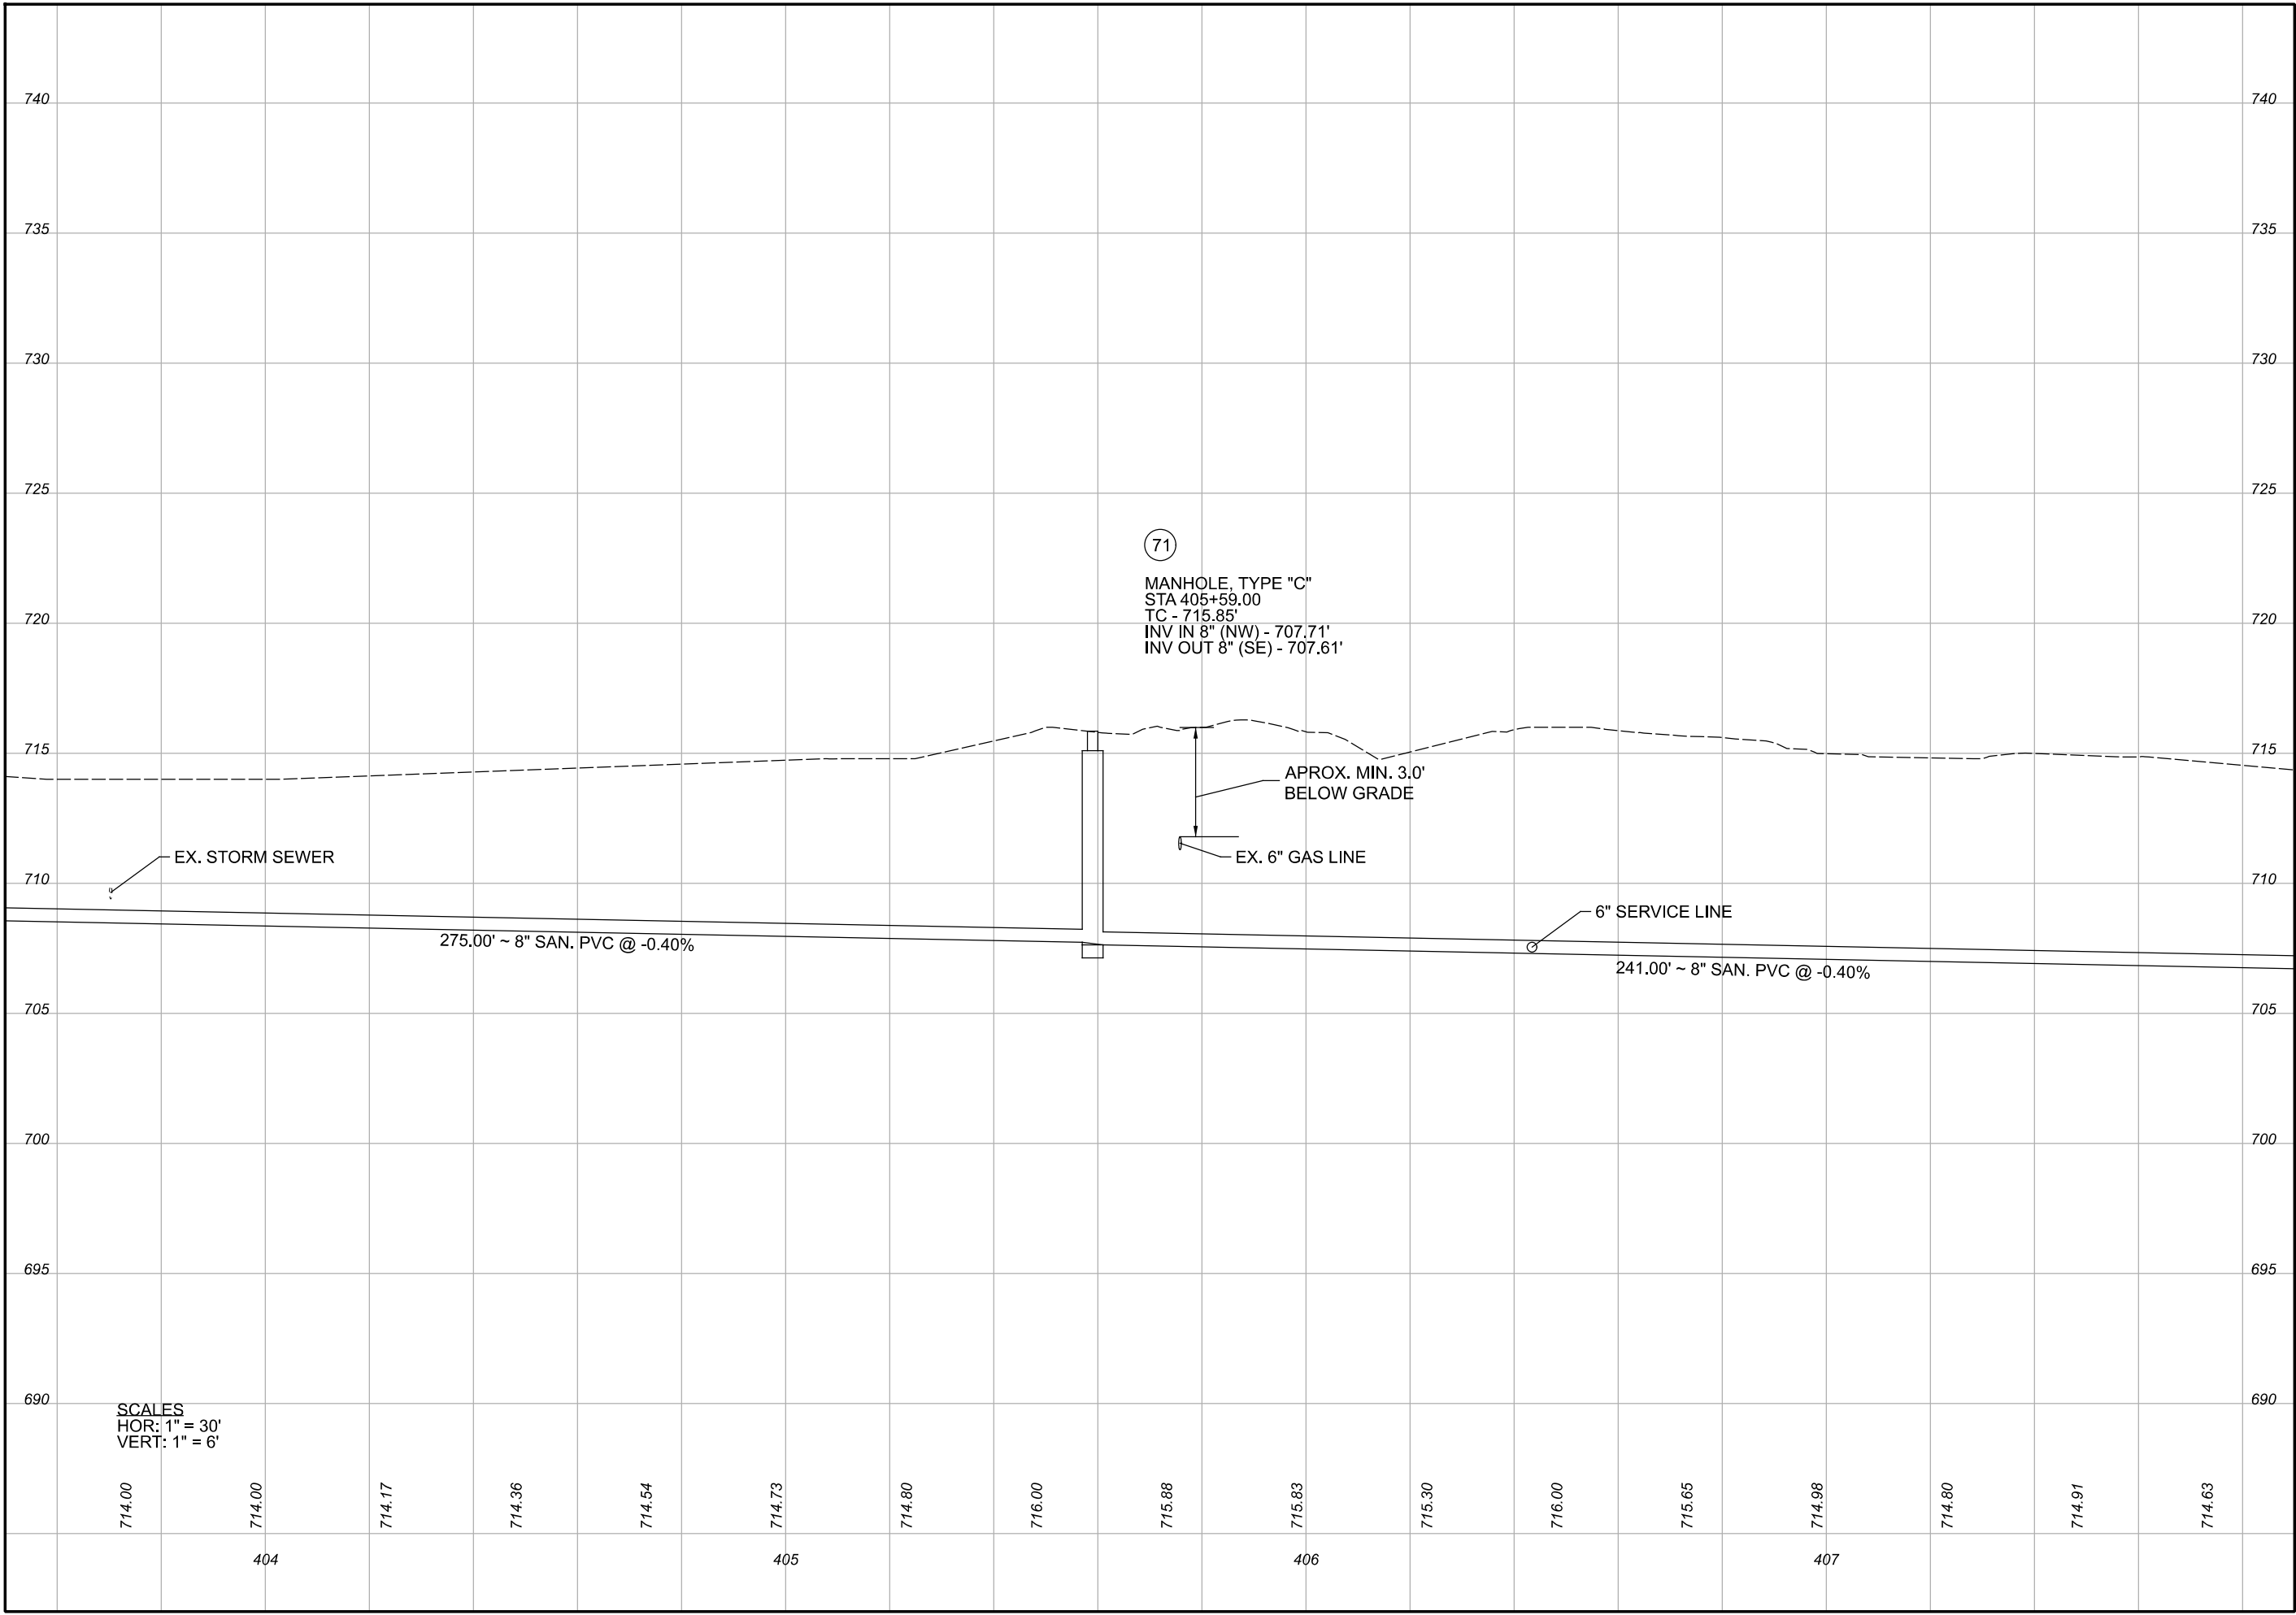 740 740
735 735
730 730
725 725
71
MANHOLE, TYPE "C"
STA 405+59.00
TC - 715.85'
720 720
INV IN 8" (NW) - 707.71'
INV OUT 8" (SE) - 707.61'
715 715
APROX. MIN. 3.0'
BELOW GRADE
EX. STORM SEWER
EX. 6" GAS LINE
710 710
6" SERVICE LINE
275.00' ~ 8" SAN. PVC @ -0.40%
241.00' ~ 8" SAN. PVC @ -0.40%
705 705
700 700
695 695
690 690
SCALES
HOR: 1" = 30'
VERT: 1" = 6'
714.00 714.00 714.17 714.36 714.54 714.73 714.80 716.00 715.88 715.83 715.30 716.00 715.65 714.98 714.80 714.91 714.63
404 405 406 407